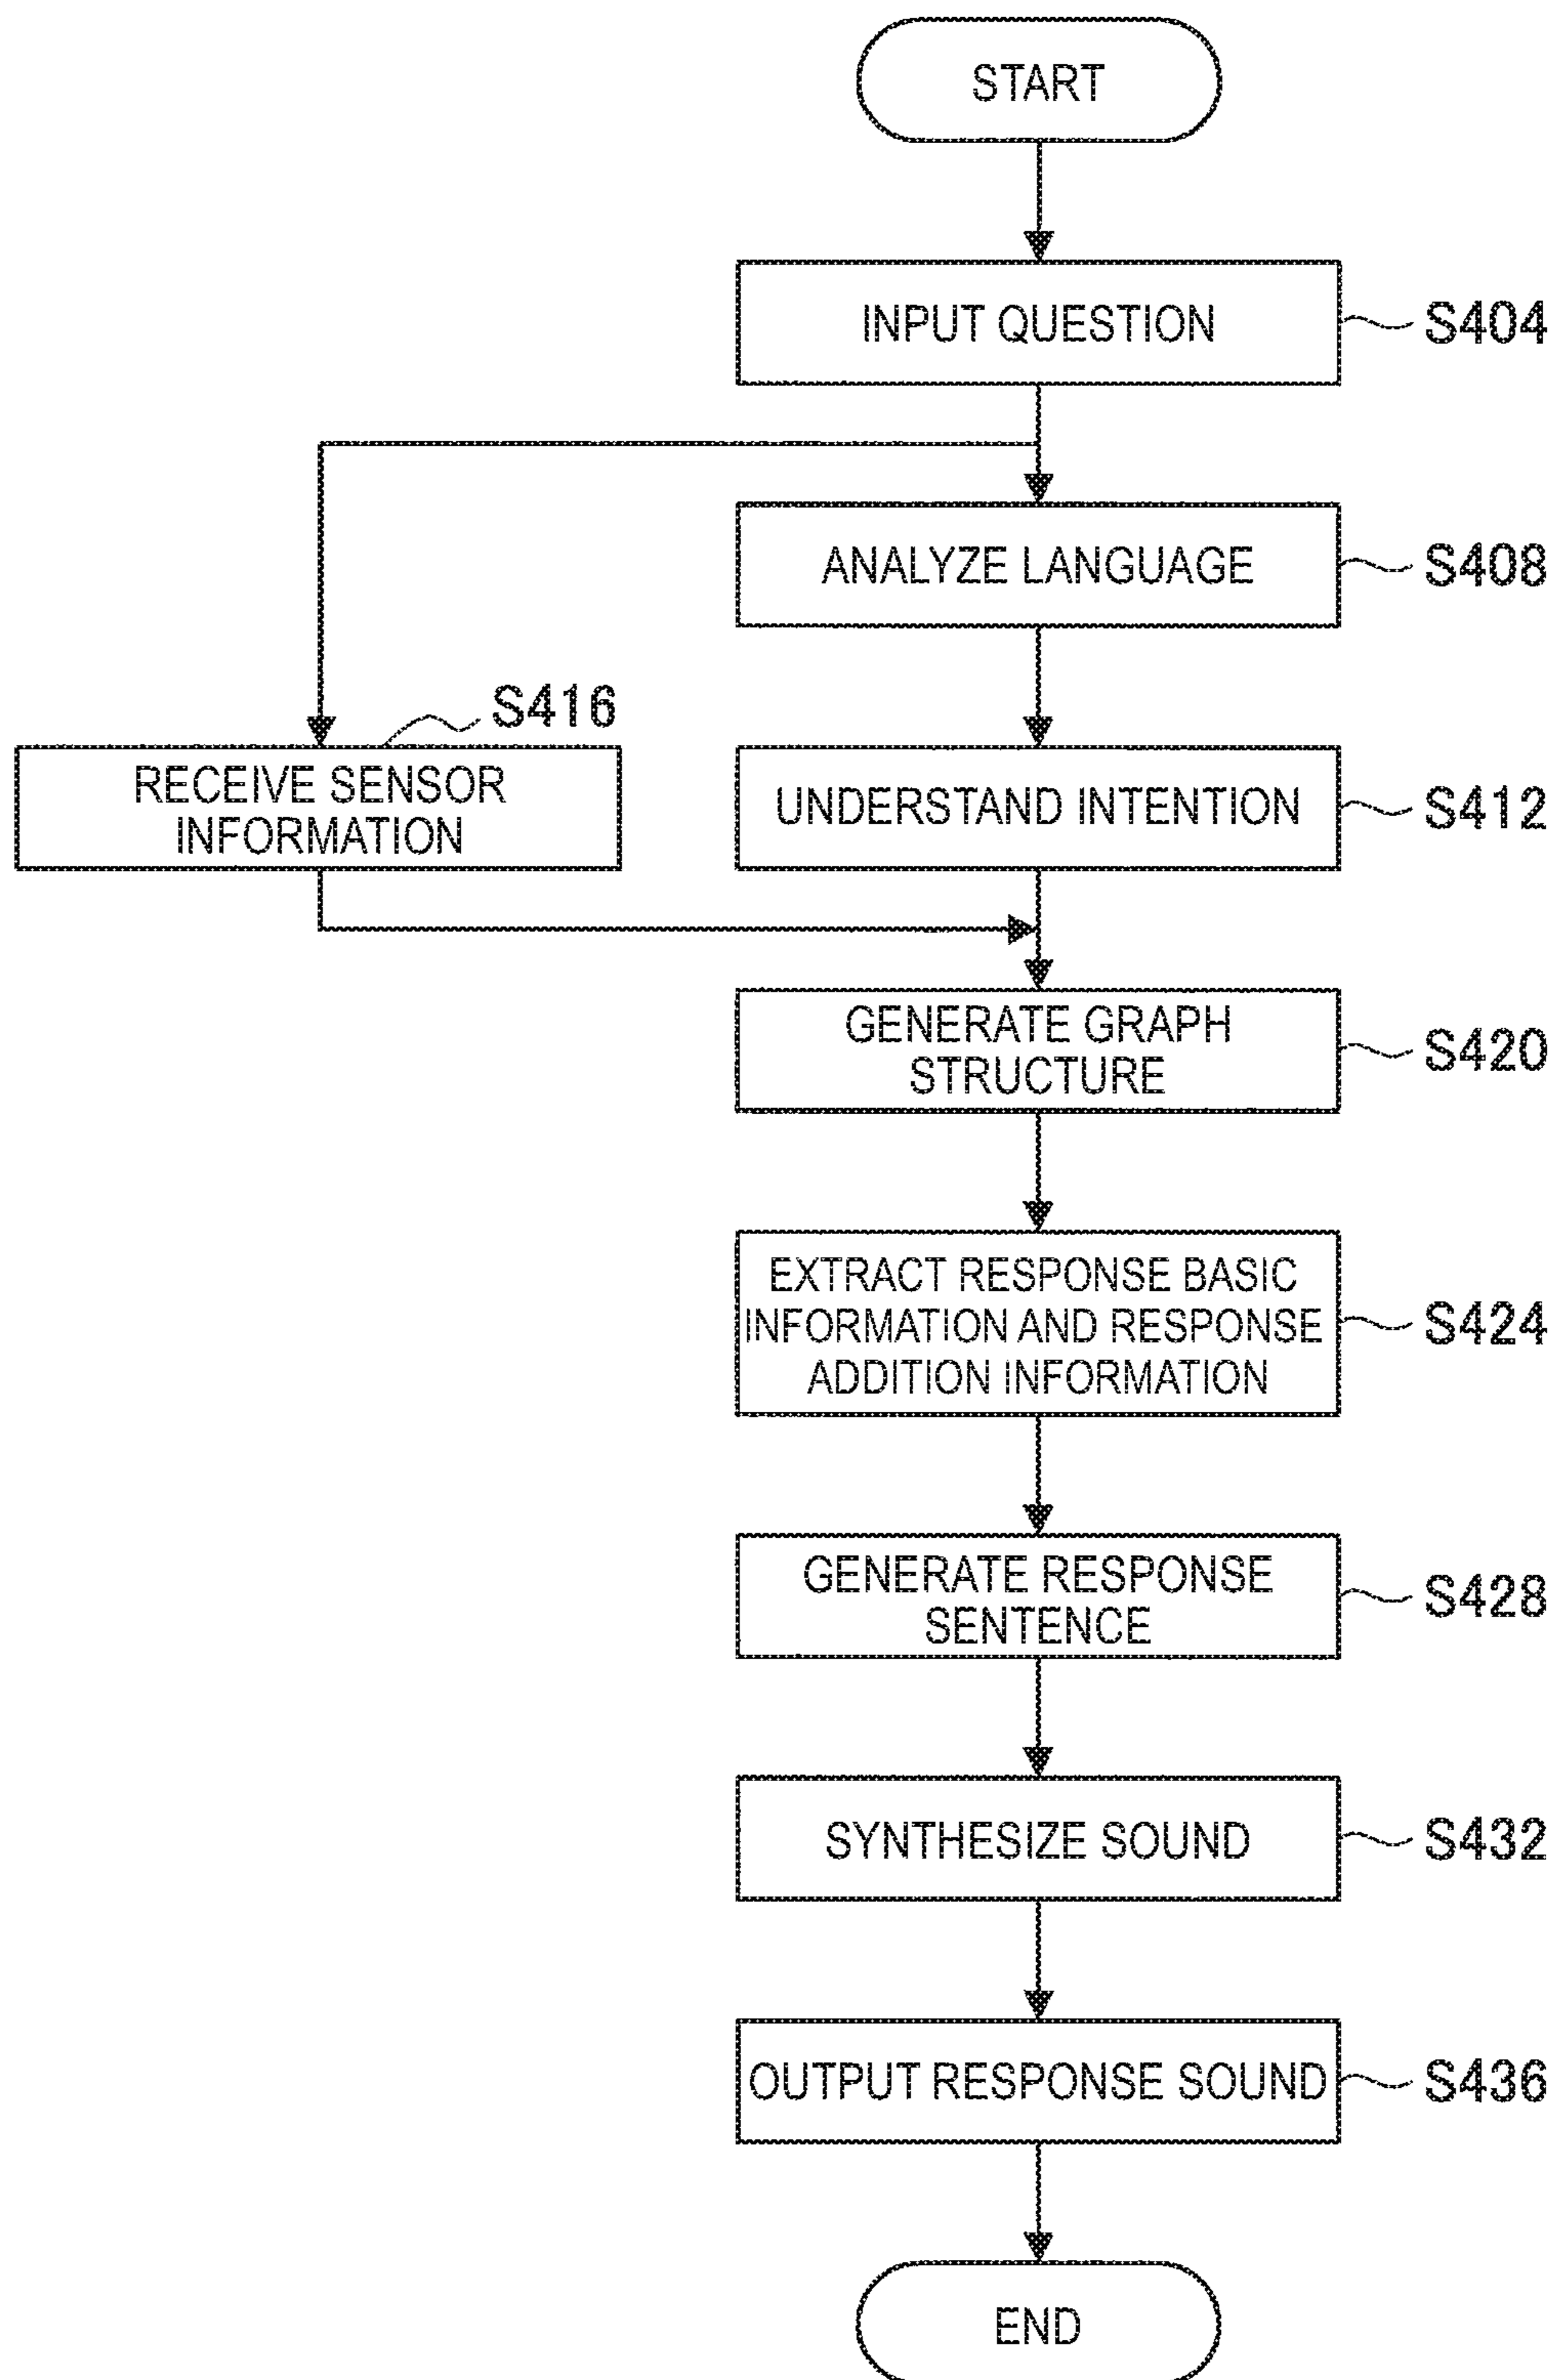 START
INPUT QUESTION
S404
ANALYZE LANGUAGE
S408
S416
RECEIVE SENSOR
INFORMATION
UNDERSTAND INTENTION
S412
GENERATE GRAPH
STRUCTURE
S420
EXTRACT RESPONSE BASIC
INFORMATION AND RESPONSE
ADDITION INFORMATION
S424
GENERATE RESPONSE
SENTENCE
S428
SYNTHESIZE SOUND
S432
OUTPUT RESPONSE SOUND
S436
END